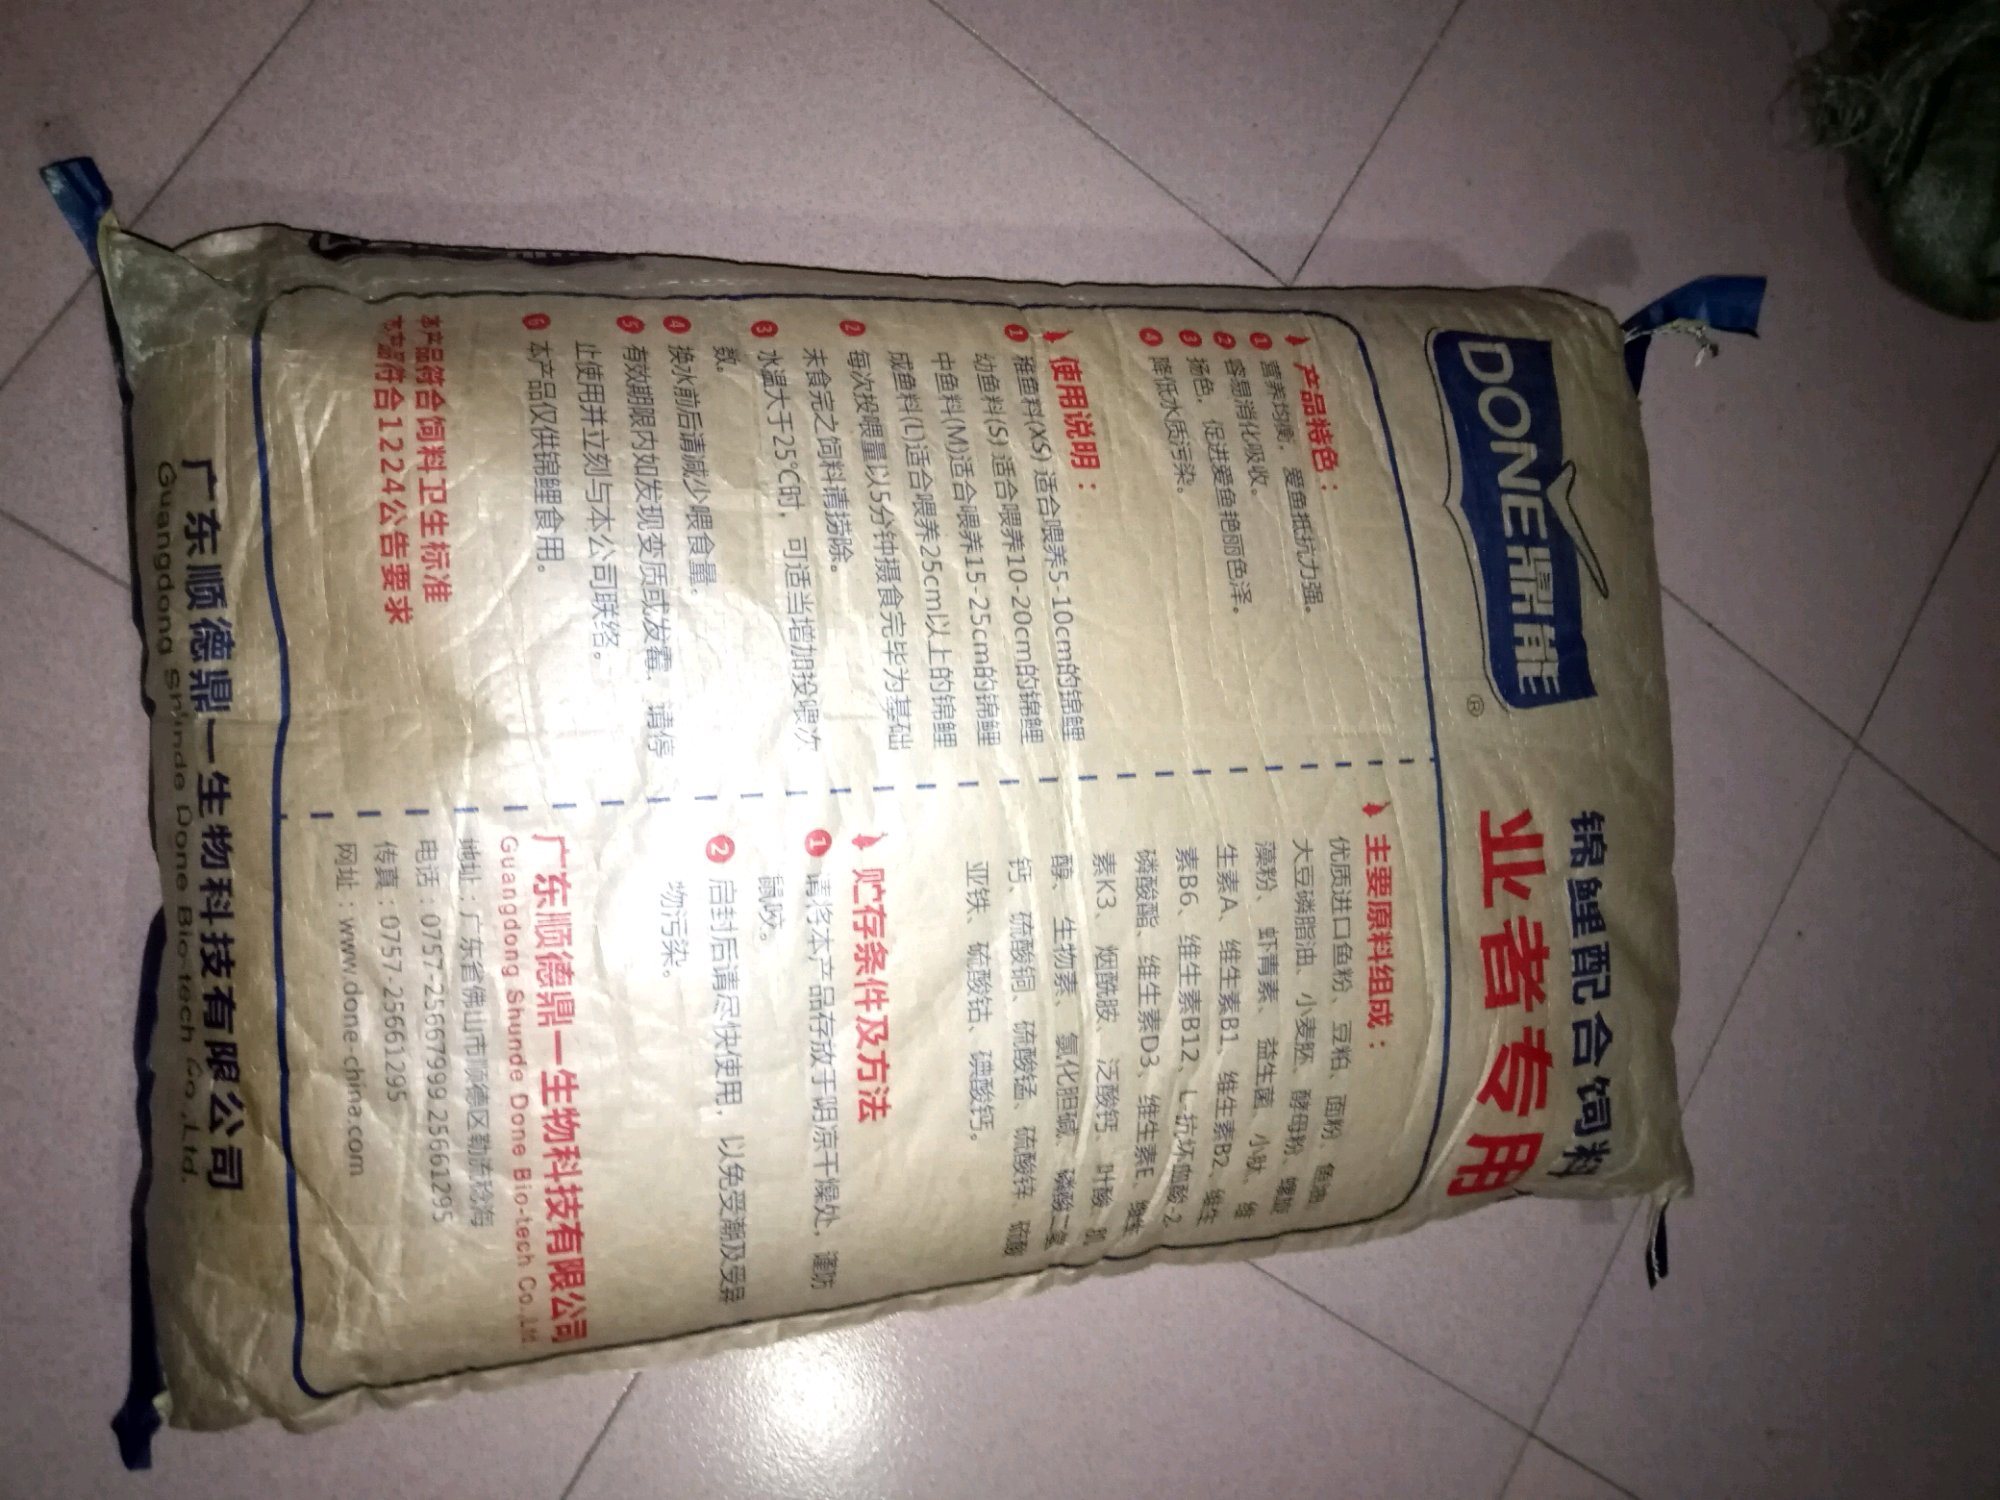 DONE鼎能
®
锦鲤配合饲料
业者专用
产品特色：
1 营养均衡，爱鱼抵抗力强。
2 容易消化吸收。
3 扬色，促进爱鱼艳丽色泽。
4 降低水质污染。
使用说明：
1 稚鱼料(XS) 适合喂养5-10cm的锦鲤
幼鱼料(S) 适合喂养10-20cm的锦鲤
中鱼料(M)适合喂养15-25cm的锦鲤
成鱼料(L)适合喂养25cm以上的锦鲤
2 每次投喂量以5分钟摄食完毕为基础
未食完之饲料请捞除。
3 水温大于25℃时，可适当增加投喂次
数。
4 换水前后请减少喂食量。
5 有效期限内如发现变质或发霉，请停
止使用并立刻与本公司联络。
6 本产品仅供锦鲤食用。
本产品符合饲料卫生标准
本产品符合1224公告要求
主要原料组成：
优质进口鱼粉、豆粕、面粉、鱼油、
大豆磷脂油、小麦胚、酵母粉、螺旋
藻粉、虾青素、益生菌、小肽、维
生素A、维生素B1、维生素B2、维生
素B6、维生素B12、L-抗坏血酸-2-
磷酸酯、维生素D3、维生素E、维生
素K3、烟酰胺、泛酸钙、叶酸、肌
醇、生物素、氯化胆碱、磷酸二氢
钙、硫酸铜、硫酸锰、硫酸锌、硫酸
亚铁、硫酸钴、碘酸钙。
贮存条件及方法
1 请将本产品存放于阴凉干燥处，谨防
鼠咬。
2 启封后请尽快使用，以免受潮及受异
物污染。
广东顺德鼎一生物科技有限公司
Guangdong Shunde Done Bio-tech Co.,Ltd
地址：广东省佛山市顺德区勒流稔海
电话：0757-25667999 25661295
传真：0757-25661295
网址：www.done-china.com
广东顺德鼎一生物科技有限公司
Guangdong Shunde Done Bio-tech Co.,Ltd.